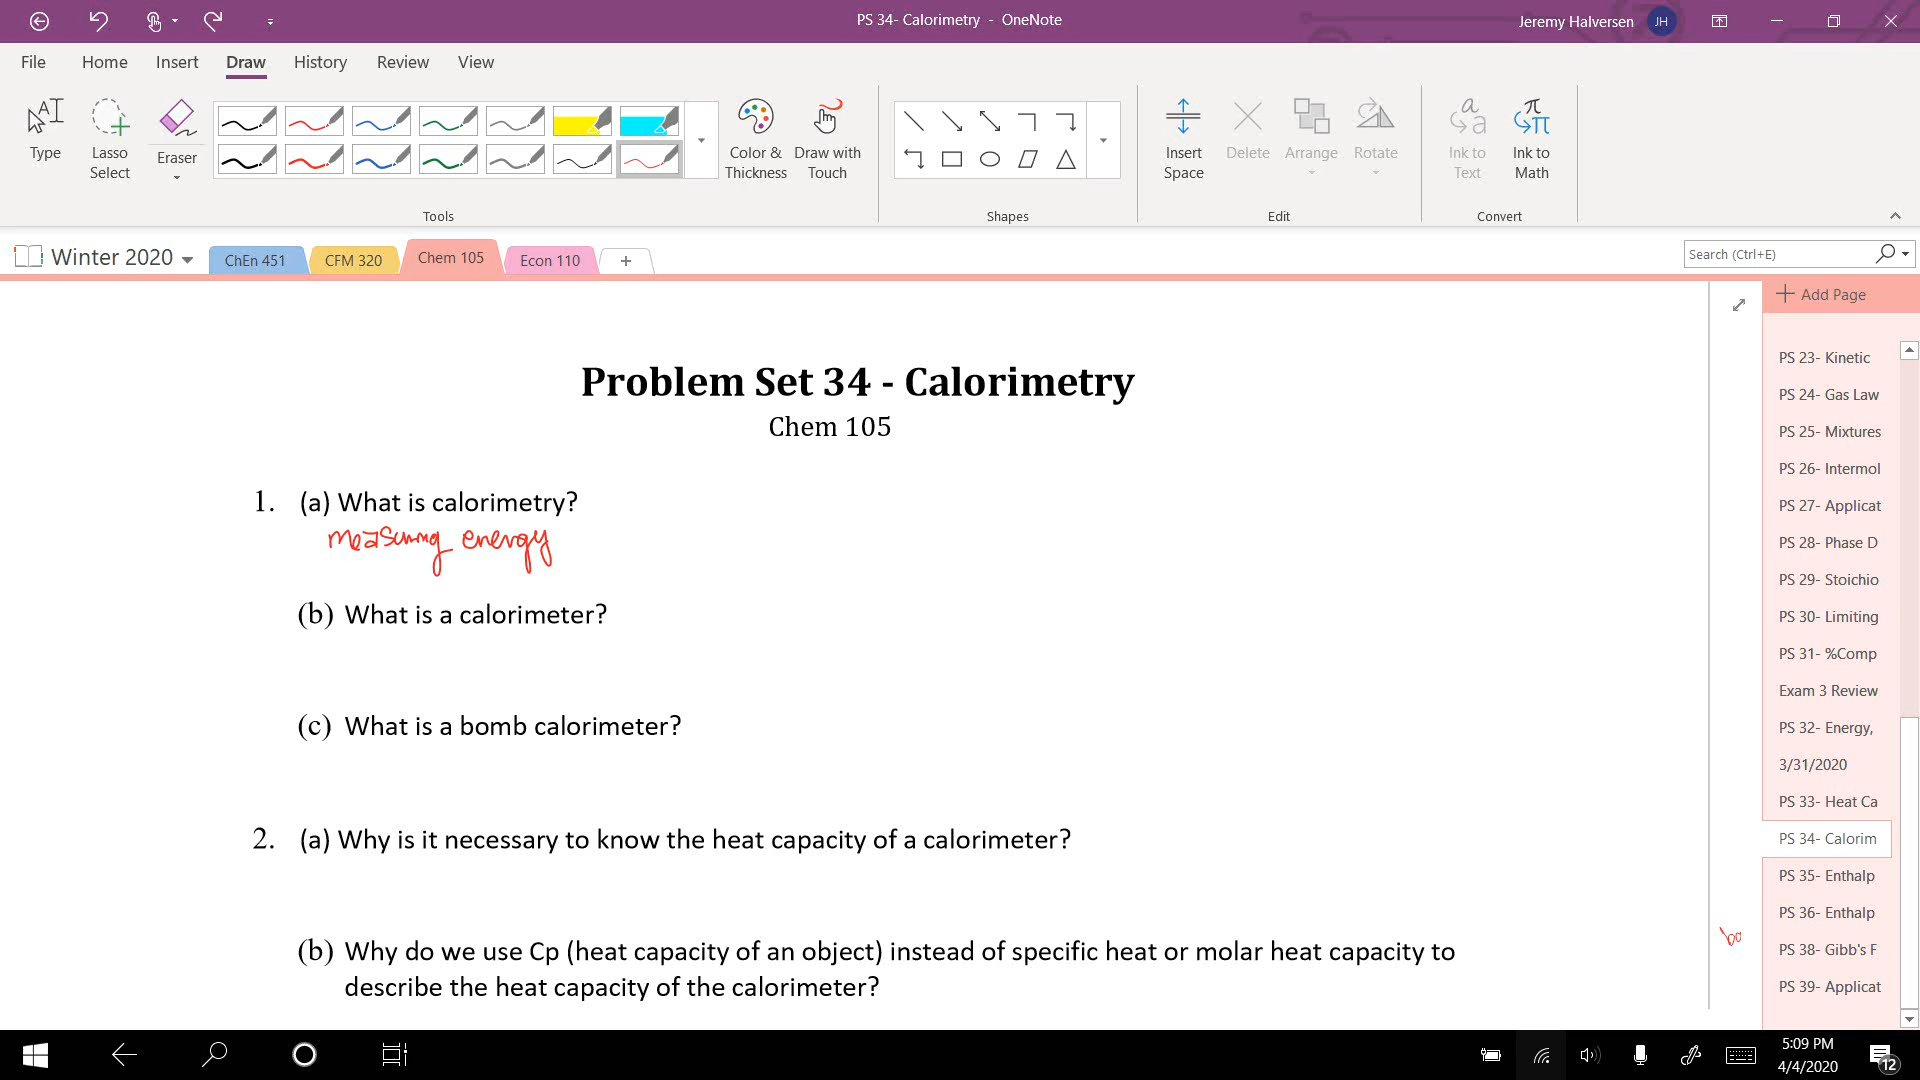 PS 34- Calorimetry - OneNote
Jeremy Halversen JH
File Home Insert Draw History Review View
Type
Lasso Select
Eraser
Color & Thickness
Draw with Touch
Insert Space
Delete
Arrange
Rotate
Ink to Text
Ink to Math
Tools
Shapes
Edit
Convert
Winter 2020
ChEn 451
CFM 320
Chem 105
Econ 110
Search (Ctrl+E)
Add Page
Problem Set 34 - Calorimetry
Chem 105
1. (a) What is calorimetry?
measuring energy
(b) What is a calorimeter?
(c) What is a bomb calorimeter?
2. (a) Why is it necessary to know the heat capacity of a calorimeter?
(b) Why do we use Cp (heat capacity of an object) instead of specific heat or molar heat capacity to
describe the heat capacity of the calorimeter?
PS 23- Kinetic
PS 24- Gas Law
PS 25- Mixtures
PS 26- Intermol
PS 27- Applicat
PS 28- Phase D
PS 29- Stoichio
PS 30- Limiting
PS 31- %Comp
Exam 3 Review
PS 32- Energy,
3/31/2020
PS 33- Heat Ca
PS 34- Calorim
PS 35- Enthalp
PS 36- Enthalp
PS 38- Gibb's F
PS 39- Applicat
5:09 PM
4/4/2020
12